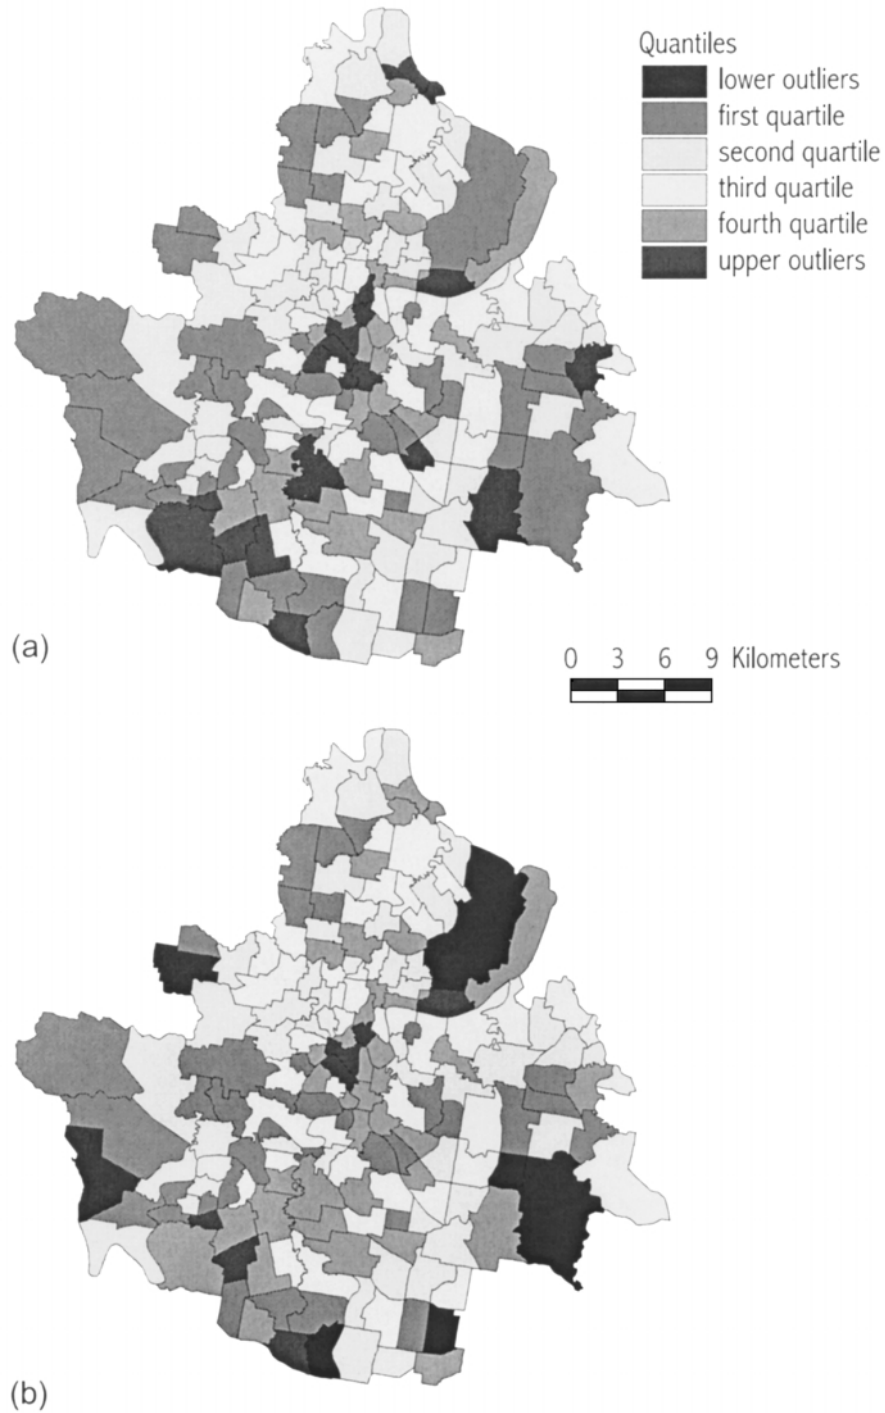 Quantiles
lower outliers
first quartile
second quartile
third quartile
fourth quartile
upper outliers
(a)
0 3 6 9 Kilometers
(b)